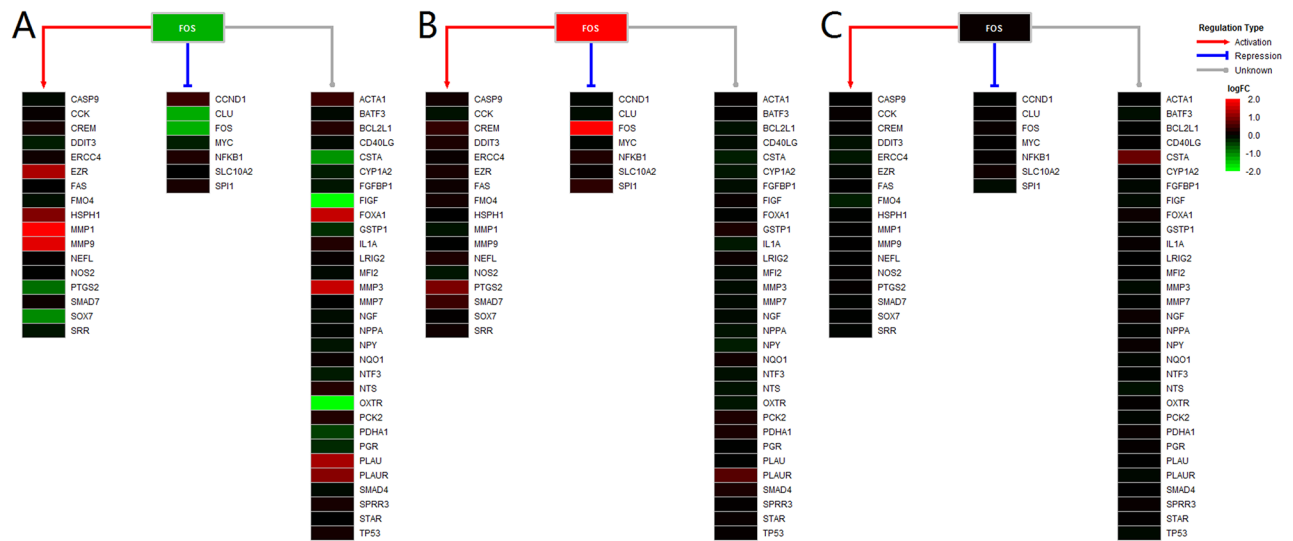 A
FOS
CASP9
CCK
CREM
DDIT3
ERCC4
EZR
FAS
FMO4
HSPH1
MMP1
MMP9
NEFL
NOS2
PTGS2
SMAD7
SOX7
SRR
CCND1
CLU
FOS
MYC
NFKB1
SLC10A2
SPI1
ACTA1
BATF3
BCL2L1
CD40LG
CSTA
CYP1A2
FGFBP1
FIGF
FOXA1
GSTP1
IL1A
LRIG2
MFI2
MMP3
MMP7
NGF
NPPA
NPY
NQO1
NTF3
NTS
OXTR
PCK2
PDHA1
PGR
PLAU
PLAUR
SMAD4
SPRR3
STAR
TP53
B
FOS
CASP9
CCK
CREM
DDIT3
ERCC4
EZR
FAS
FMO4
HSPH1
MMP1
MMP9
NEFL
NOS2
PTGS2
SMAD7
SOX7
SRR
CCND1
CLU
FOS
MYC
NFKB1
SLC10A2
SPI1
ACTA1
BATF3
BCL2L1
CD40LG
CSTA
CYP1A2
FGFBP1
FIGF
FOXA1
GSTP1
IL1A
LRIG2
MFI2
MMP3
MMP7
NGF
NPPA
NPY
NQO1
NTF3
NTS
OXTR
PCK2
PDHA1
PGR
PLAU
PLAUR
SMAD4
SPRR3
STAR
TP53
C
FOS
CASP9
CCK
CREM
DDIT3
ERCC4
EZR
FAS
FMO4
HSPH1
MMP1
MMP9
NEFL
NOS2
PTGS2
SMAD7
SOX7
SRR
CCND1
CLU
FOS
MYC
NFKB1
SLC10A2
SPI1
ACTA1
BATF3
BCL2L1
CD40LG
CSTA
CYP1A2
FGFBP1
FIGF
FOXA1
GSTP1
IL1A
LRIG2
MFI2
MMP3
MMP7
NGF
NPPA
NPY
NQO1
NTF3
NTS
OXTR
PCK2
PDHA1
PGR
PLAU
PLAUR
SMAD4
SPRR3
STAR
TP53
Regulation Type
Activation
Repression
Unknown
logFC
2.0
1.0
0.0
-1.0
-2.0